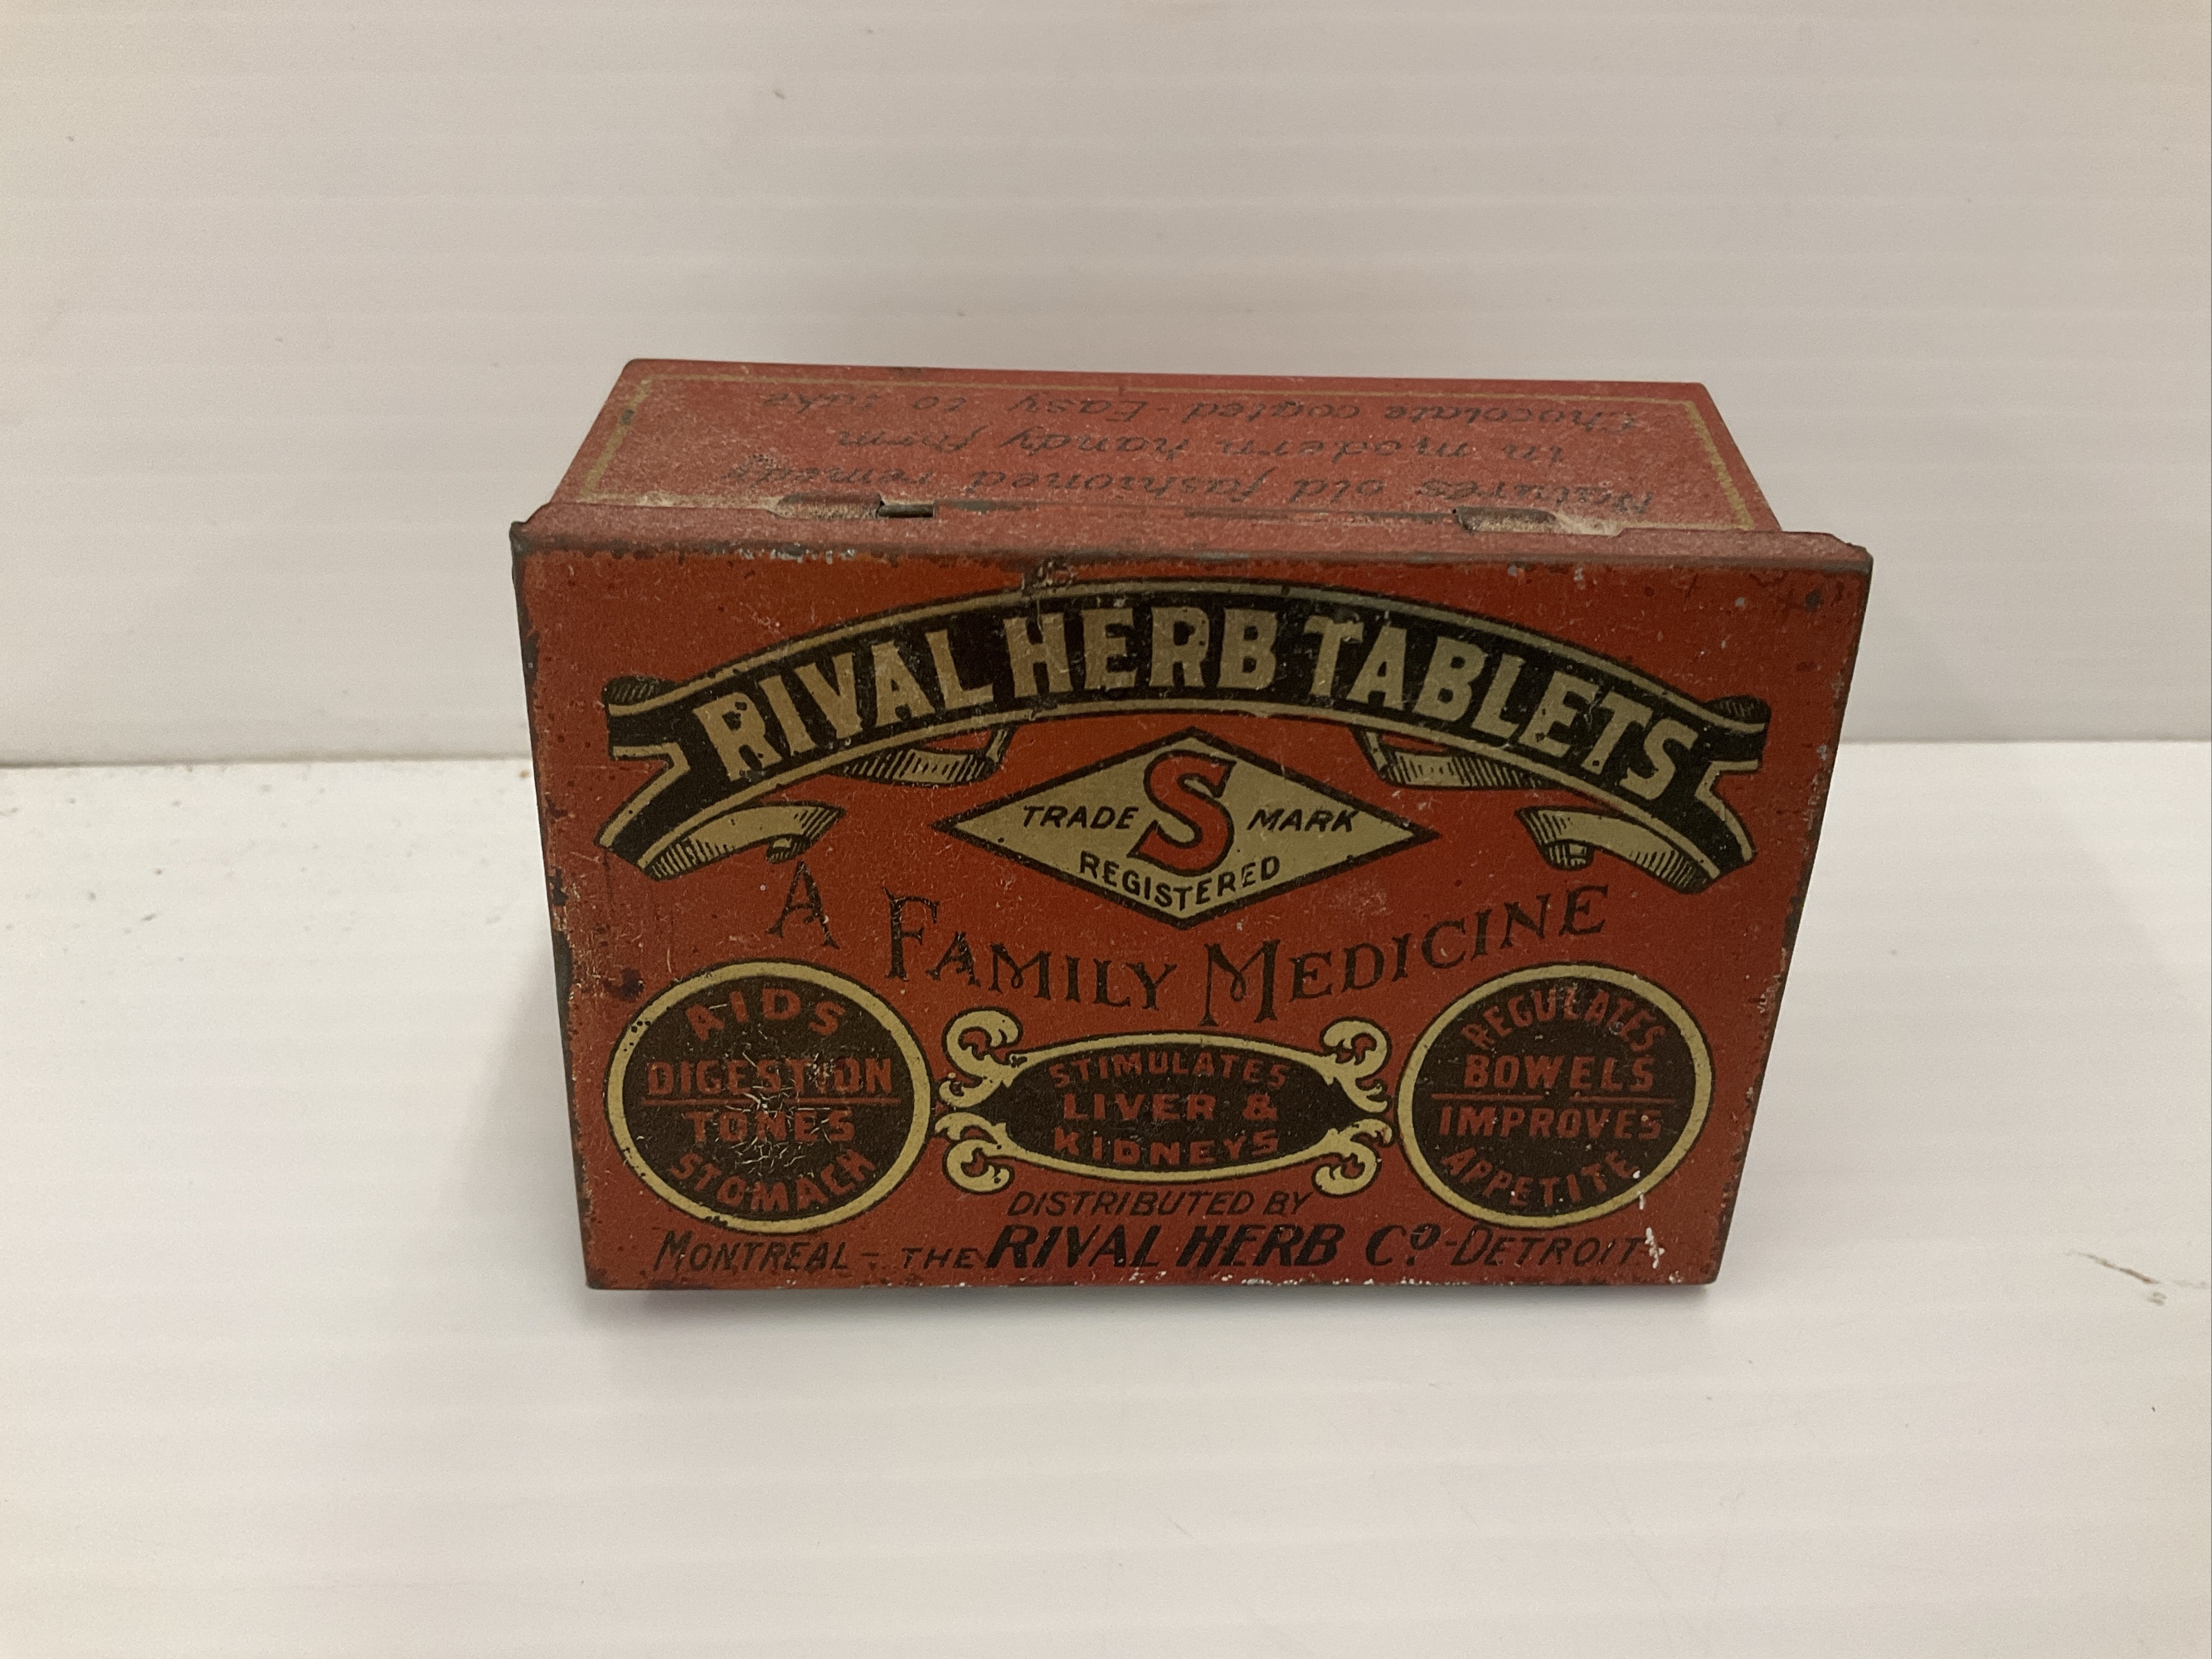 Nature's old fashioned remedy
in modern handy form
Chocolate coated - Easy to take
RIVAL HERB TABLETS
TRADE S MARK
REGISTERED
A FAMILY MEDICINE
AIDS
DIGESTION
TONES
STOMACH
STIMULATES
LIVER &
KIDNEYS
REGULATES
BOWELS
IMPROVES
APPETITE
DISTRIBUTED BY
MONTREAL - THE RIVAL HERB Co - DETROIT